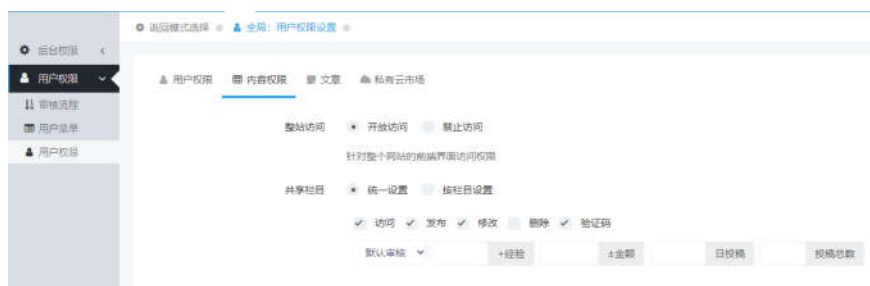 返回模式选择 全局：用户权限设置
后台权限
用户权限
审核流程
用户菜单
用户权限
用户权限 内容权限 文章 私有云市场
整站访问 开放访问 禁止访问
针对整个网站的前端界面访问权限
共享栏目 统一设置 按栏目设置
访问 发布 修改 删除 验证码
默认审核 +经验 ±金额 日投稿 投稿总数